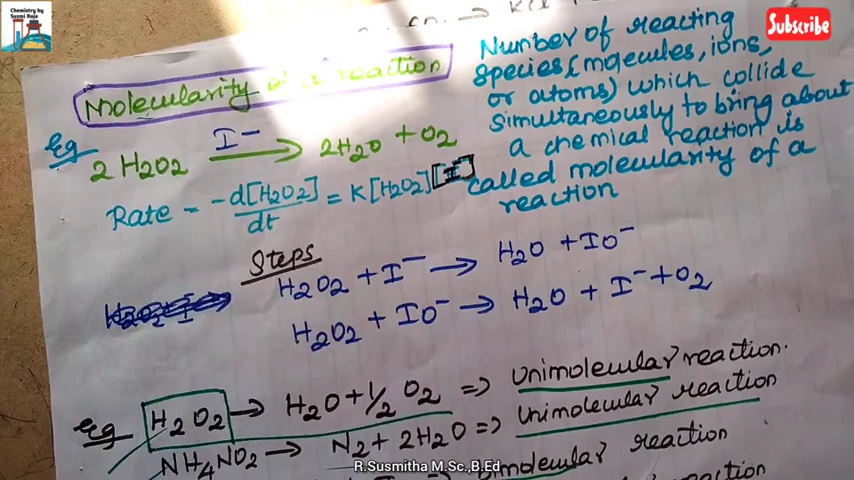 Chemistry by
Susmi Raja
Subscribe
Molecularity of a reaction
Number of reacting
species (molecules, ions,
or atoms) which collide
simultaneously to bring about
a chemical reaction is
called molecularity of a
reaction
Eg
2 H2O2 I⁻ → 2H2O + O2
Rate = -d[H2O2]/dt = K[H2O2][I⁻]
Steps
H2O2 + I⁻ → H2O + IO⁻
H2O2 + IO⁻ → H2O + I⁻ + O2
Eg H2O2 → H2O + 1/2 O2 => Unimolecular reaction.
NH4NO2 → N2 + 2H2O => Unimolecular reaction
reaction
R.Susmitha M.Sc.,B.Ed